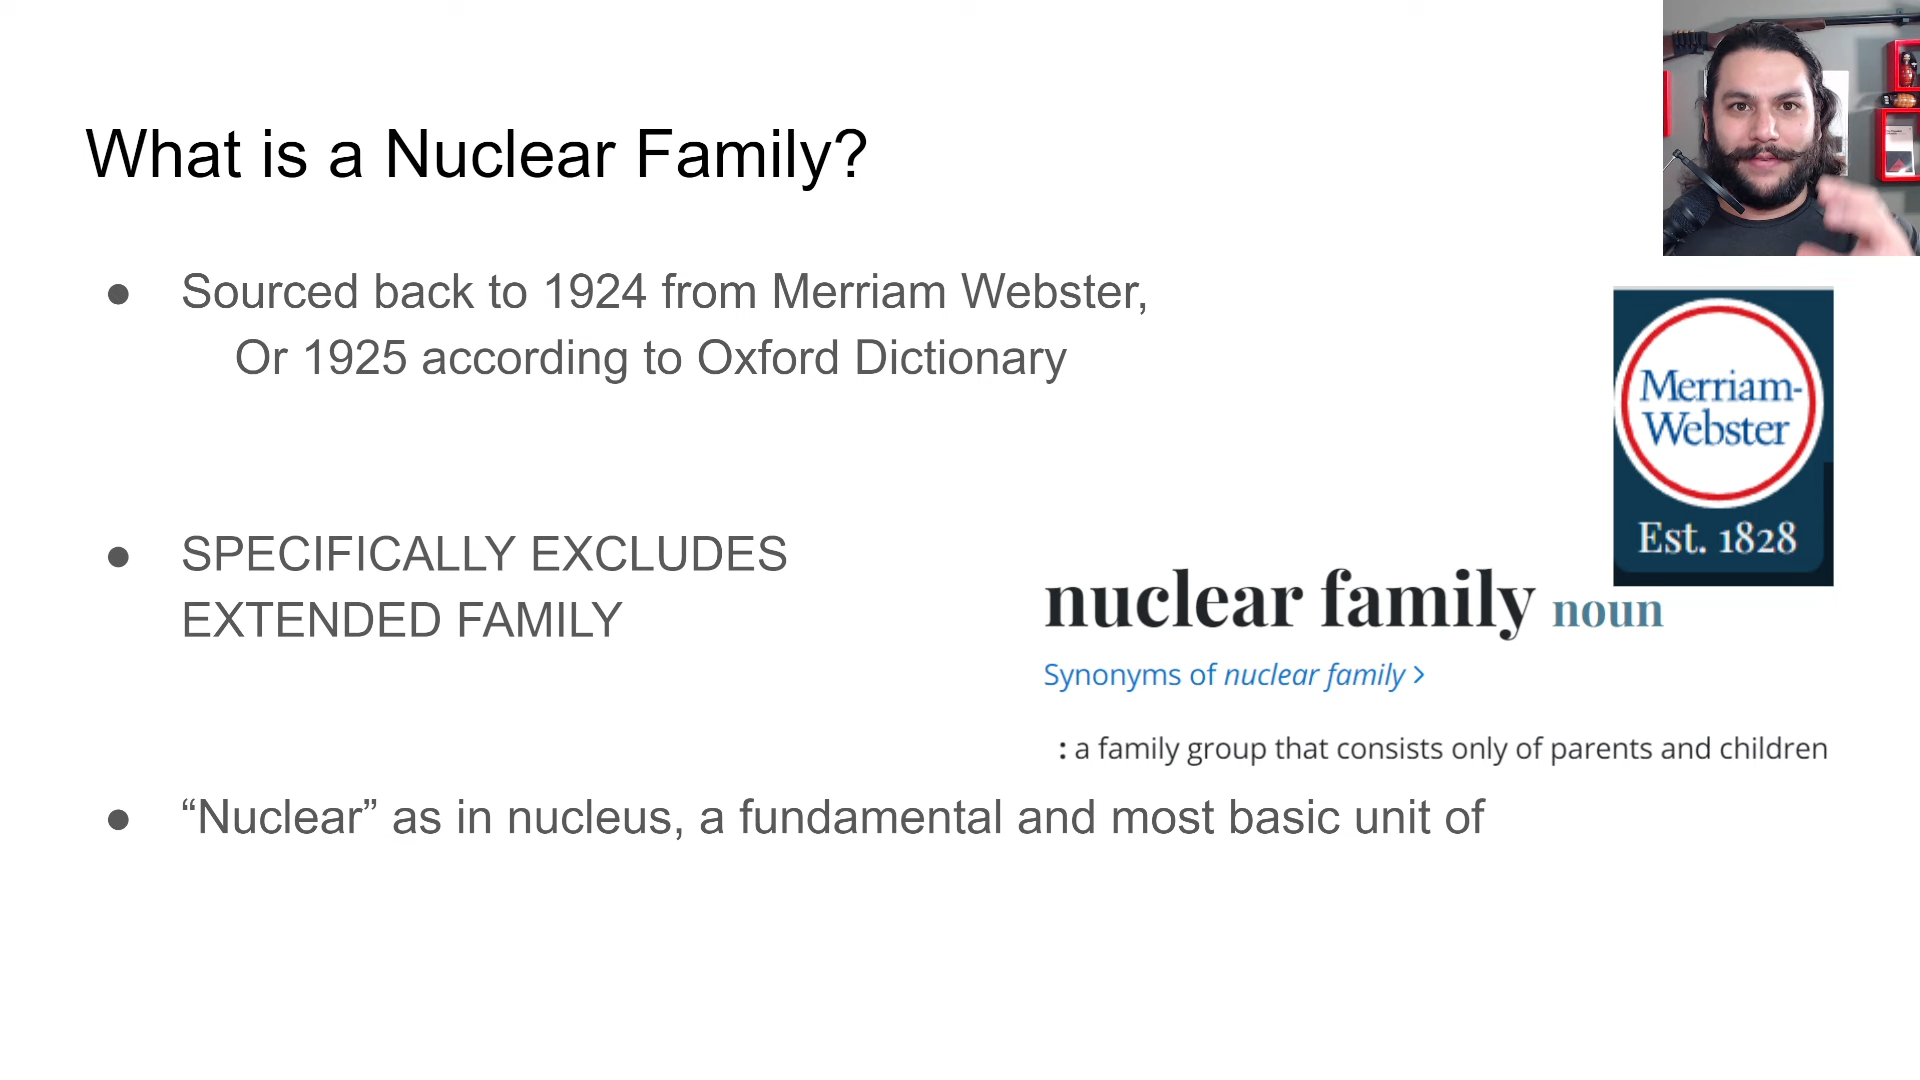 What is a Nuclear Family?
● Sourced back to 1924 from Merriam Webster,
Or 1925 according to Oxford Dictionary
● SPECIFICALLY EXCLUDES
EXTENDED FAMILY
Merriam-
Webster
Est. 1828
nuclear family noun
Synonyms of nuclear family >
: a family group that consists only of parents and children
● “Nuclear” as in nucleus, a fundamental and most basic unit of